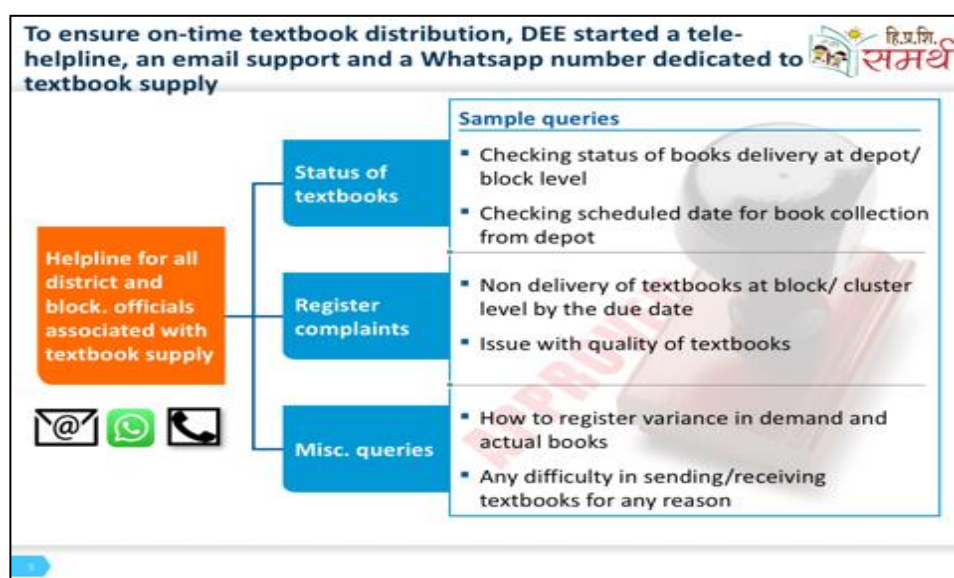 To ensure on-time textbook distribution, DEE started a tele-
helpline, an email support and a Whatsapp number dedicated to
textbook supply
हि.प्र.शि.
समर्थ
Helpline for all
district and
block. officials
associated with
textbook supply
@
Status of
textbooks
Register
complaints
Misc. queries
Sample queries
▪ Checking status of books delivery at depot/
block level
▪ Checking scheduled date for book collection
from depot
▪ Non delivery of textbooks at block/ cluster
level by the due date
▪ Issue with quality of textbooks
▪ How to register variance in demand and
actual books
▪ Any difficulty in sending/receiving
textbooks for any reason
APPROVED